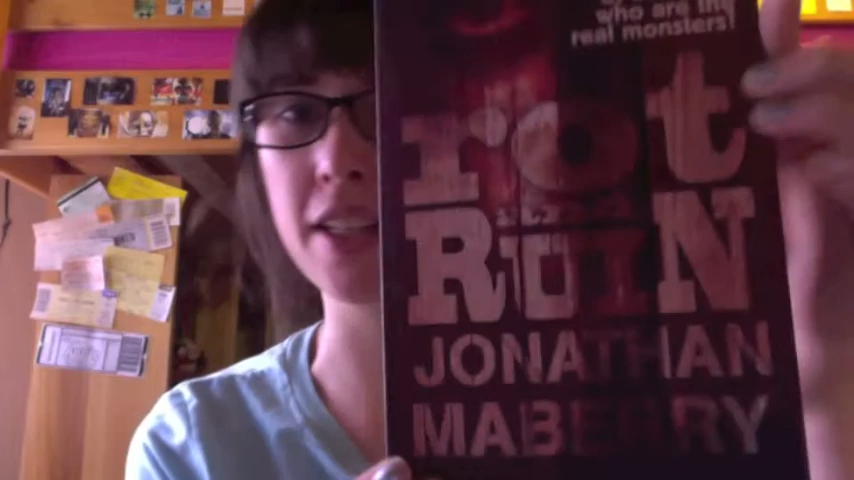 who are the
real monsters?
rot
RUIN
JONATHAN
MABERRY